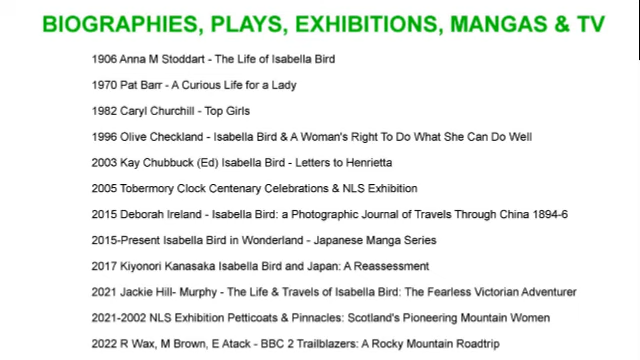 BIOGRAPHIES, PLAYS, EXHIBITIONS, MANGAS & TV
1906 Anna M Stoddart - The Life of Isabella Bird
1970 Pat Barr - A Curious Life for a Lady
1982 Caryl Churchill - Top Girls
1996 Olive Checkland - Isabella Bird & A Woman's Right To Do What She Can Do Well
2003 Kay Chubbuck (Ed) Isabella Bird - Letters to Henrietta
2005 Tobermory Clock Centenary Celebrations & NLS Exhibition
2015 Deborah Ireland - Isabella Bird: a Photographic Journal of Travels Through China 1894-6
2015-Present Isabella Bird in Wonderland - Japanese Manga Series
2017 Kiyonori Kanasaka Isabella Bird and Japan: A Reassessment
2021 Jackie Hill- Murphy - The Life & Travels of Isabella Bird: The Fearless Victorian Adventurer
2021-2002 NLS Exhibition Petticoats & Pinnacles: Scotland's Pioneering Mountain Women
2022 R Wax, M Brown, E Atack - BBC 2 Trailblazers: A Rocky Mountain Roadtrip